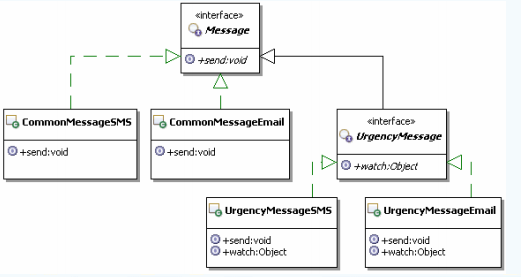 «interface»
Message
+send:void
CommonMessageSMS
+send:void
CommonMessageEmail
+send:void
«interface»
UrgencyMessage
+watch:Object
UrgencyMessageSMS
+send:void
+watch:Object
UrgencyMessageEmail
+send:void
+watch:Object